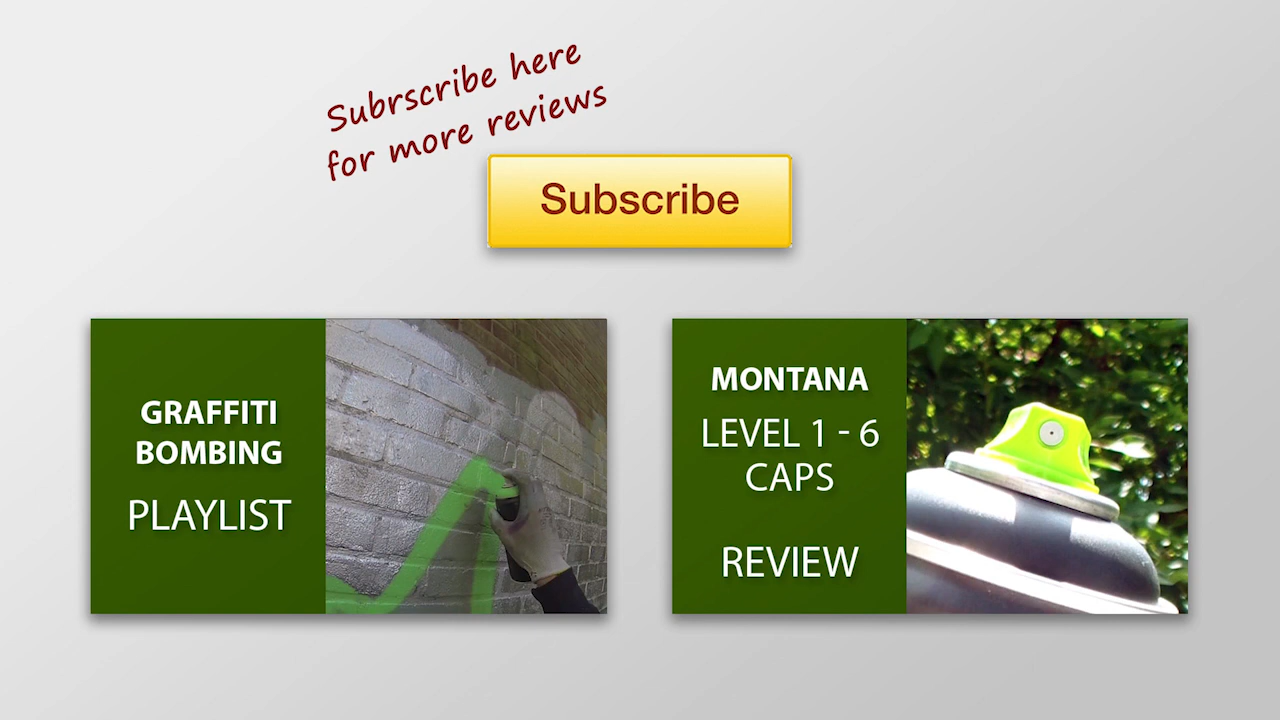 Subrscribe here
for more reviews
Subscribe
GRAFFITI
BOMBING
PLAYLIST
MONTANA
LEVEL 1 - 6
CAPS
REVIEW